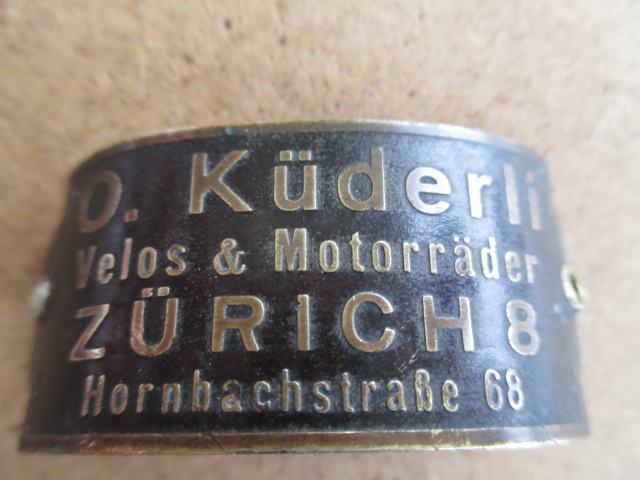 O. Küderli
Velos & Motorräder
ZÜRICH 8
Hornbachstraße 68